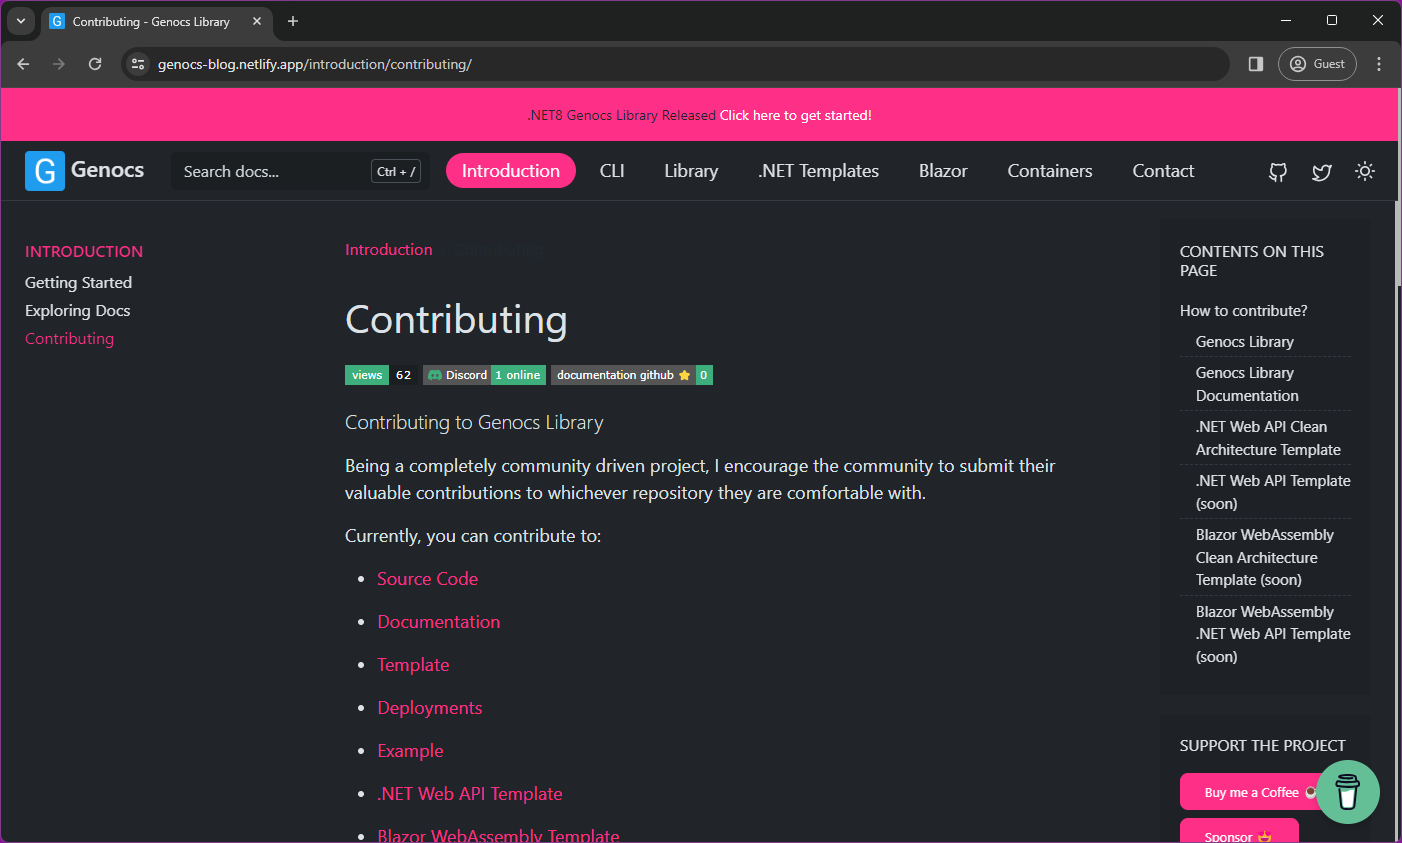 Contributing - Genocs Library
genocs-blog.netlify.app/introduction/contributing/
Guest
.NET8 Genocs Library Released Click here to get started!
G Genocs
Search docs... Ctrl + /
Introduction CLI Library .NET Templates Blazor Containers Contact
INTRODUCTION
Getting Started
Exploring Docs
Contributing
Introduction Contributing
Contributing
views 62 Discord 1 online documentation github 0
Contributing to Genocs Library
Being a completely community driven project, I encourage the community to submit their
valuable contributions to whichever repository they are comfortable with.
Currently, you can contribute to:
Source Code
Documentation
Template
Deployments
Example
.NET Web API Template
Blazor WebAssembly Template
CONTENTS ON THIS
PAGE
How to contribute?
Genocs Library
Genocs Library
Documentation
.NET Web API Clean
Architecture Template
.NET Web API Template
(soon)
Blazor WebAssembly
Clean Architecture
Template (soon)
Blazor WebAssembly
.NET Web API Template
(soon)
SUPPORT THE PROJECT
Buy me a Coffee
Sponsor